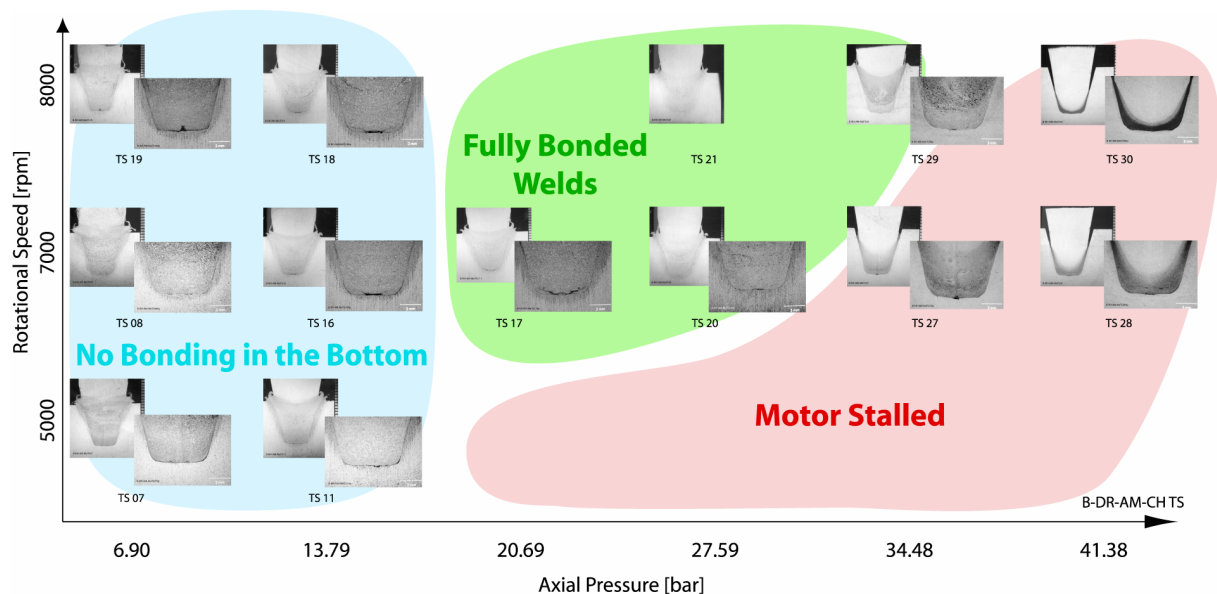 8000
7000
5000
Rotational Speed [rpm]
TS 19
TS 18
Fully Bonded
Welds
TS 21
TS 29
TS 30
TS 08
TS 16
TS 17
TS 20
TS 27
TS 28
No Bonding in the Bottom
Motor Stalled
TS 07
TS 11
B-DR-AM-CH TS
6.90
13.79
20.69
27.59
34.48
41.38
Axial Pressure [bar]